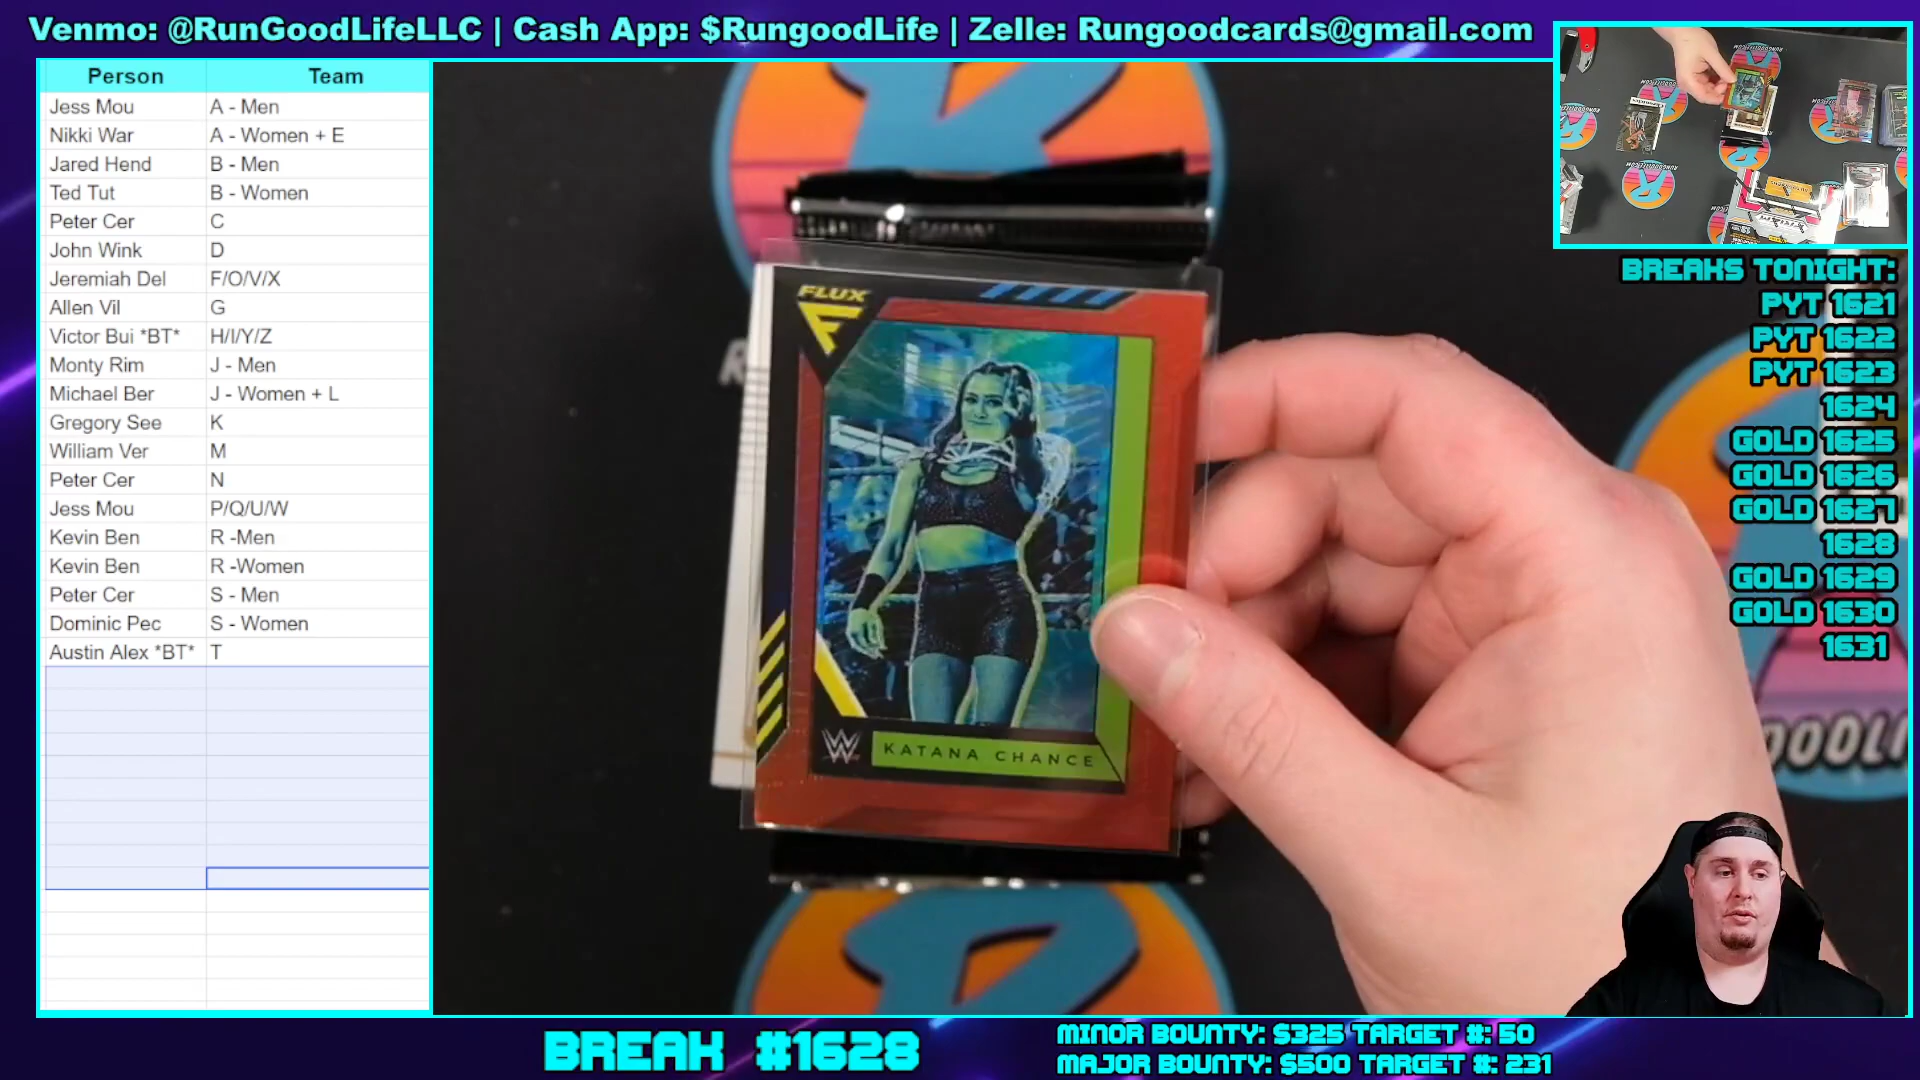 Venmo: @RunGoodLifeLLC | Cash App: $RungoodLife | Zelle: Rungoodcards@gmail.com
Person Team
Jess Mou A - Men
Nikki War A - Women + E
Jared Hend B - Men
Ted Tut B - Women
Peter Cer C
John Wink D
Jeremiah Del F/O/V/X
Allen Vil G
Victor Bui *BT* H/I/Y/Z
Monty Rim J - Men
Michael Ber J - Women + L
Gregory See K
William Ver M
Peter Cer N
Jess Mou P/Q/U/W
Kevin Ben R -Men
Kevin Ben R -Women
Peter Cer S - Men
Dominic Pec S - Women
Austin Alex *BT* T
FLUX
W
KATANA CHANCE
BREAKS TONIGHT:
PYT 1621
PYT 1622
PYT 1623
1624
GOLD 1625
GOLD 1626
GOLD 1627
1628
GOLD 1629
GOLD 1630
1631
BREAK #1628
MINOR BOUNTY: $325 TARGET #: 50
MAJOR BOUNTY: $500 TARGET #: 231